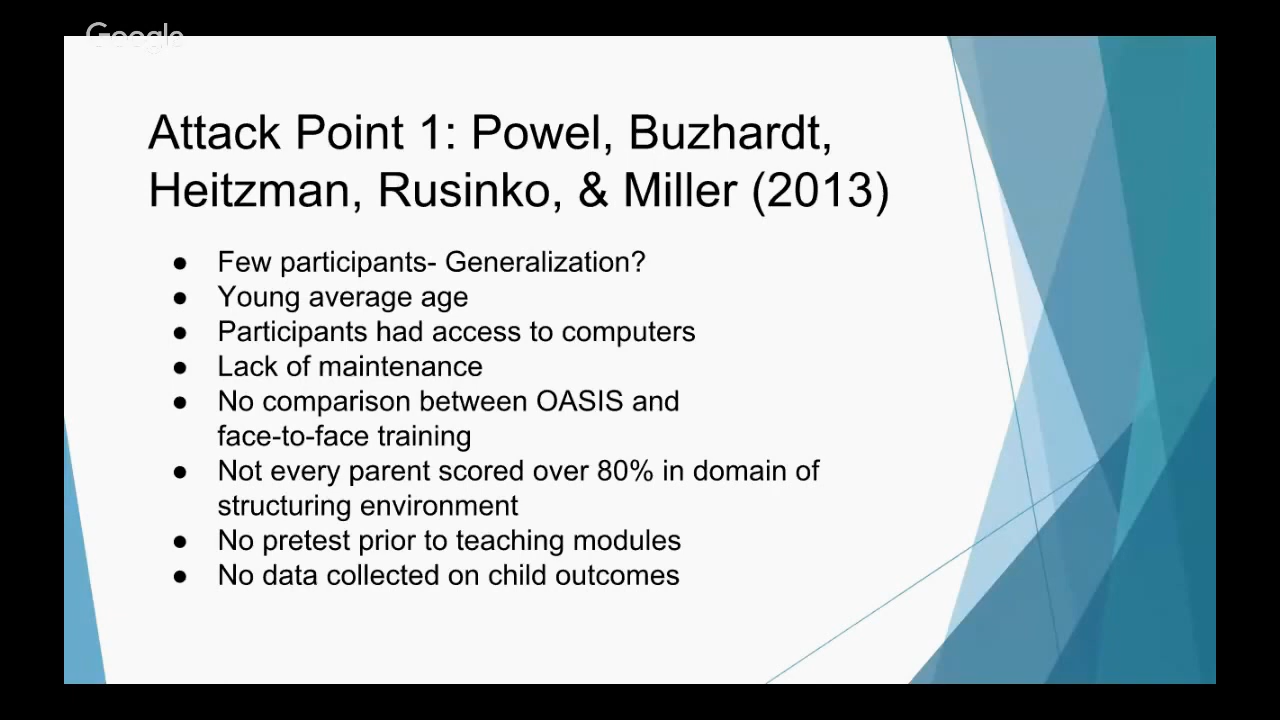 Google
Attack Point 1: Powel, Buzhardt,
Heitzman, Rusinko, & Miller (2013)
● Few participants- Generalization?
● Young average age
● Participants had access to computers
● Lack of maintenance
● No comparison between OASIS and
face-to-face training
● Not every parent scored over 80% in domain of
structuring environment
● No pretest prior to teaching modules
● No data collected on child outcomes